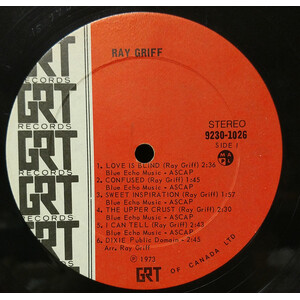 RAY GRIFF
GRT
RECORDS
GRT
RECORDS
GRT
RECORDS
GRT
RECORDS
GRT
STEREO
9230-1026
SIDE 1
1. LOVE IS BLIND (Ray Griff) 2:36
Blue Echo Music - ASCAP
2. CONFUSED (Ray Griff) 1:45
Blue Echo Music - ASCAP
3. SWEET INSPIRATION (Ray Griff) 1:57
Blue Echo Music - ASCAP
4. THE UPPER CRUST (Ray Griff) 2:30
Blue Echo Music - ASCAP
5. I CAN TELL (Ray Griff) 2:45
Blue Echo Music - ASCAP
6. DIXIE Public Domain - 2:45
Arr. Ray Griff
℗ 1973
GRT OF CANADA LTD